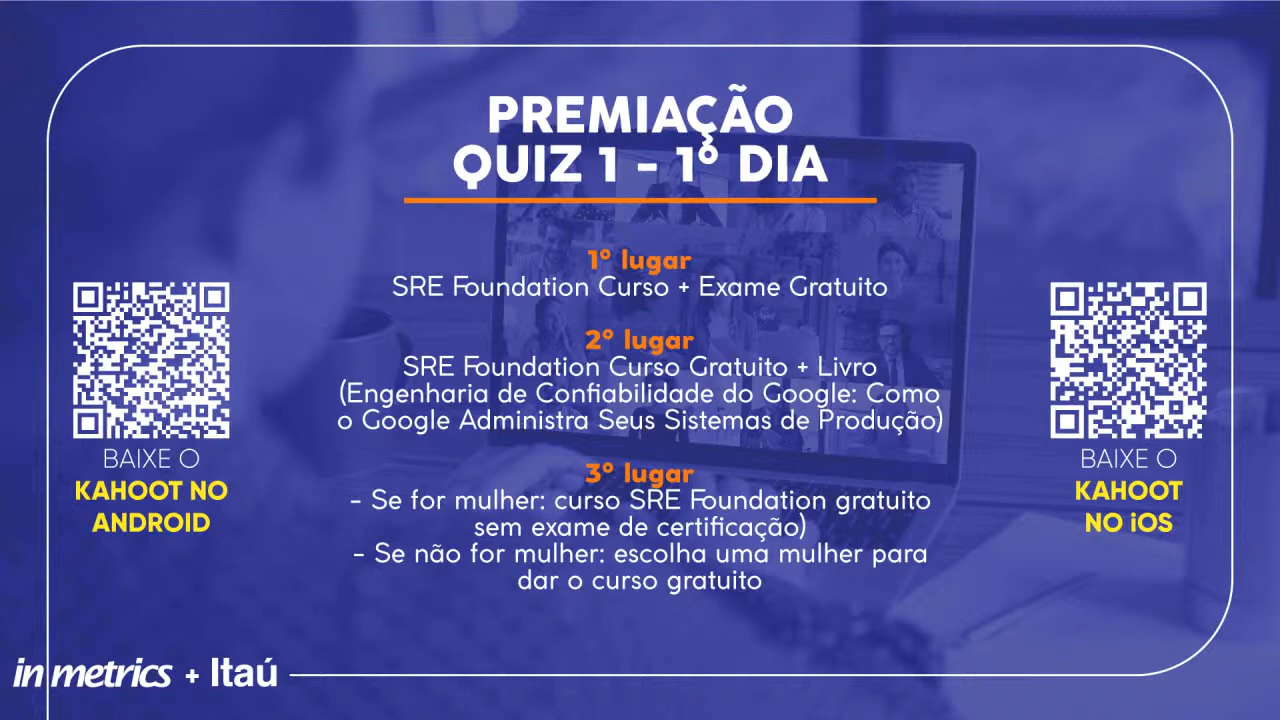 PREMIAÇÃO
QUIZ 1 - 1º DIA
1º lugar
SRE Foundation Curso + Exame Gratuito
2º lugar
SRE Foundation Curso Gratuito + Livro
(Engenharia de Confiabilidade do Google: Como
o Google Administra Seus Sistemas de Produção)
3º lugar
- Se for mulher: curso SRE Foundation gratuito
sem exame de certificação)
- Se não for mulher: escolha uma mulher para
dar o curso gratuito
BAIXE O
KAHOOT NO
ANDROID
BAIXE O
KAHOOT
NO iOS
inmetrics + Itaú